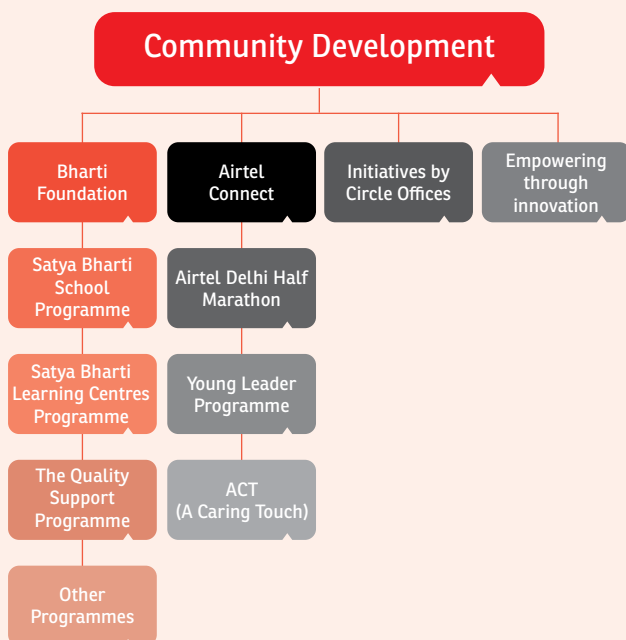 Community Development
Bharti
Foundation
Airtel
Connect
Initiatives by
Circle Offices
Empowering
through
innovation
Satya Bharti
School
Programme
Airtel Delhi Half
Marathon
Satya Bharti
Learning Centres
Programme
Young Leader
Programme
The Quality
Support
Programme
ACT
(A Caring Touch)
Other
Programmes